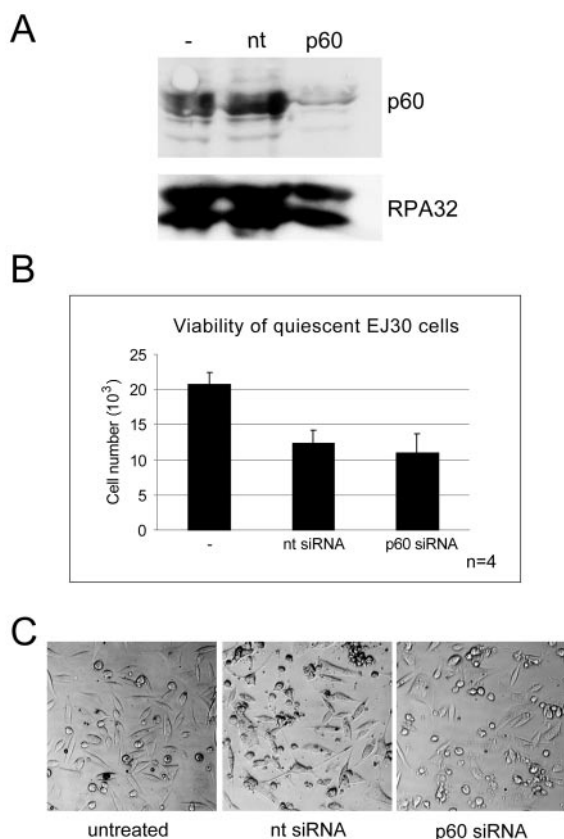 A
- nt p60
p60
RPA32
B
Viability of quiescent EJ30 cells
Cell number (10³)
25
20
15
10
5
0
- nt siRNA p60 siRNA
n=4
C
untreated nt siRNA p60 siRNA